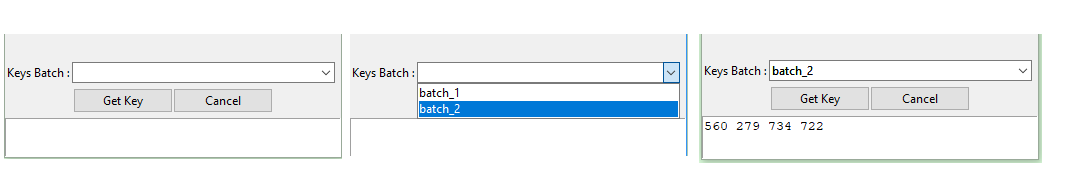 Keys Batch :
Get Key Cancel
Keys Batch :
batch_1
batch_2
Keys Batch : batch_2
Get Key Cancel
560 279 734 722